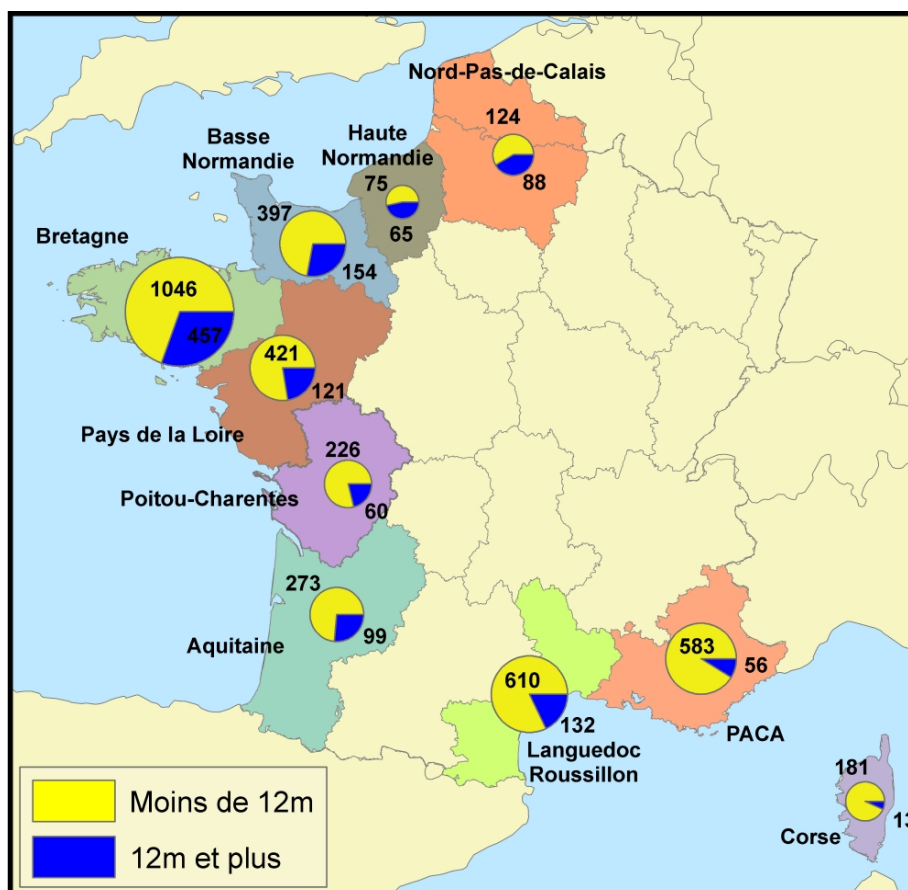 Nord-Pas-de-Calais
124
88
Basse
Normandie
397
154
Haute
Normandie
75
65
Bretagne
1046
457
421
121
Pays de la Loire
226
60
Poitou-Charentes
273
99
Aquitaine
610
132
Languedoc
Roussillon
583
56
PACA
181
13
Corse
Moins de 12m
12m et plus